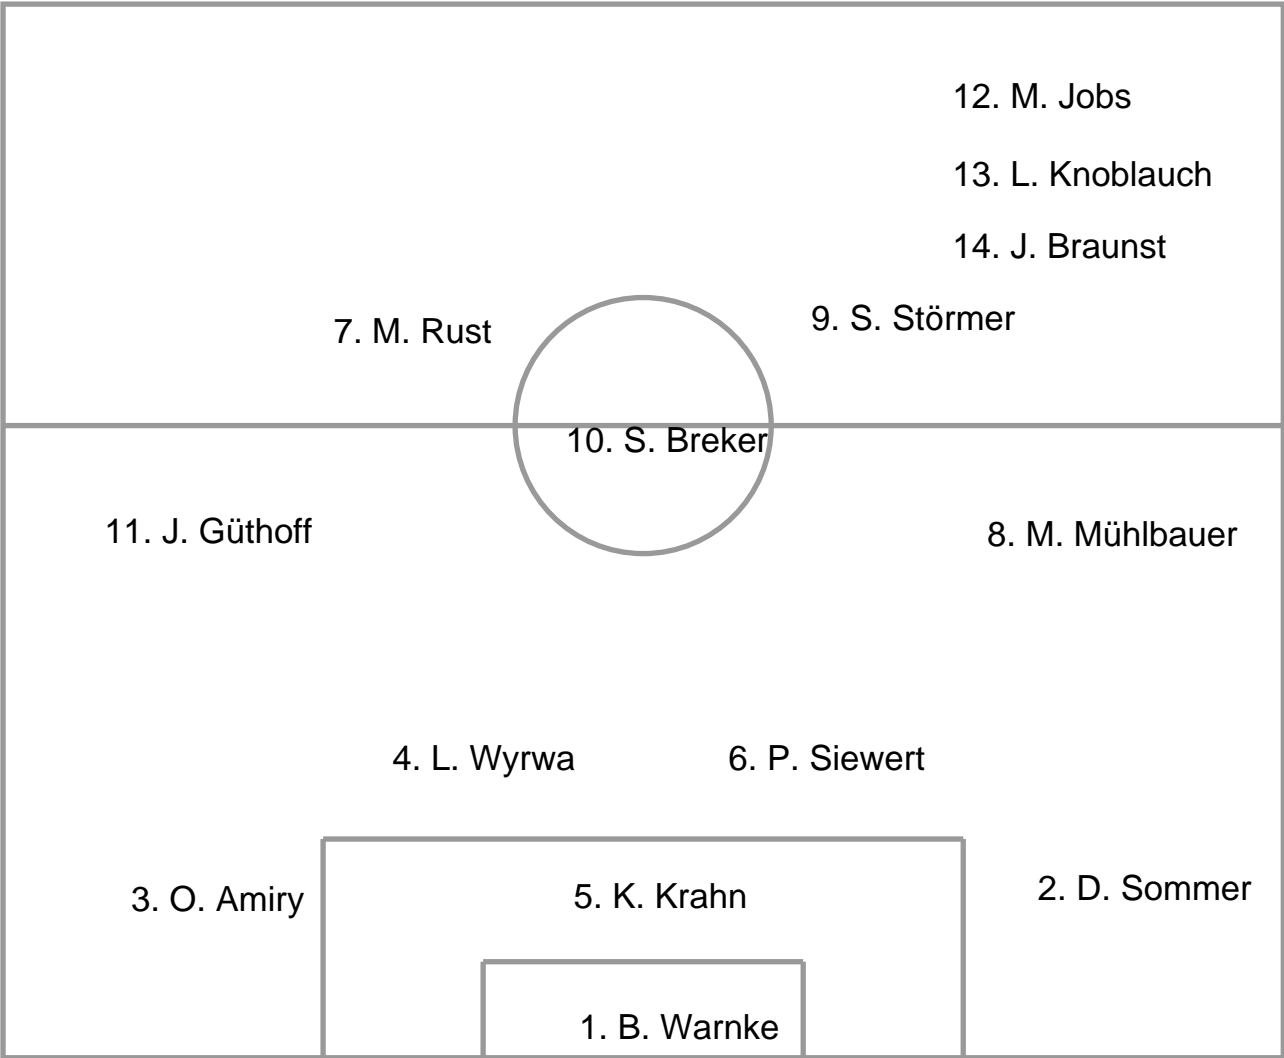 12. M. Jobs
13. L. Knoblauch
14. J. Braunst
9. S. Störmer
7. M. Rust
10. S. Breker
11. J. Güthoff
8. M. Mühlbauer
4. L. Wyrwa
6. P. Siewert
3. O. Amiry
5. K. Krahn
2. D. Sommer
1. B. Warnke